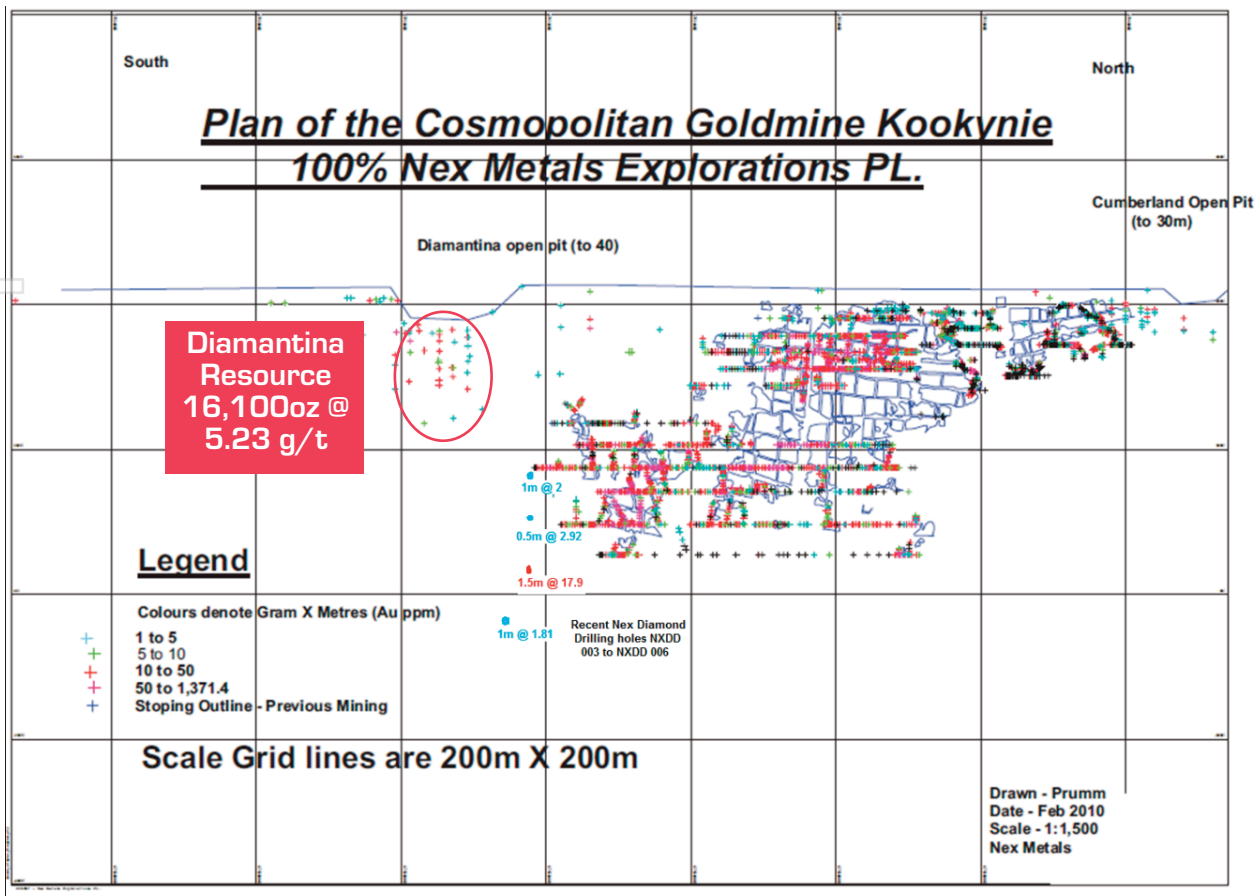 South
North
Plan of the Cosmopolitan Goldmine Kookynie
100% Nex Metals Explorations PL.
Cumberland Open Pit
(to 30m)
Diamantina open pit (to 40)
Diamantina
Resource
16,100oz @
5.23 g/t
1m @ 2
0.5m @ 2.92
1.5m @ 17.9
1m @ 1.81
Recent Nex Diamond
Drilling holes NXDD
003 to NXDD 006
Legend
Colours denote Gram X Metres (Au ppm)
1 to 5
5 to 10
10 to 50
50 to 1,371.4
Stoping Outline - Previous Mining
Scale Grid lines are 200m X 200m
Drawn - Prumm
Date - Feb 2010
Scale - 1:1,500
Nex Metals